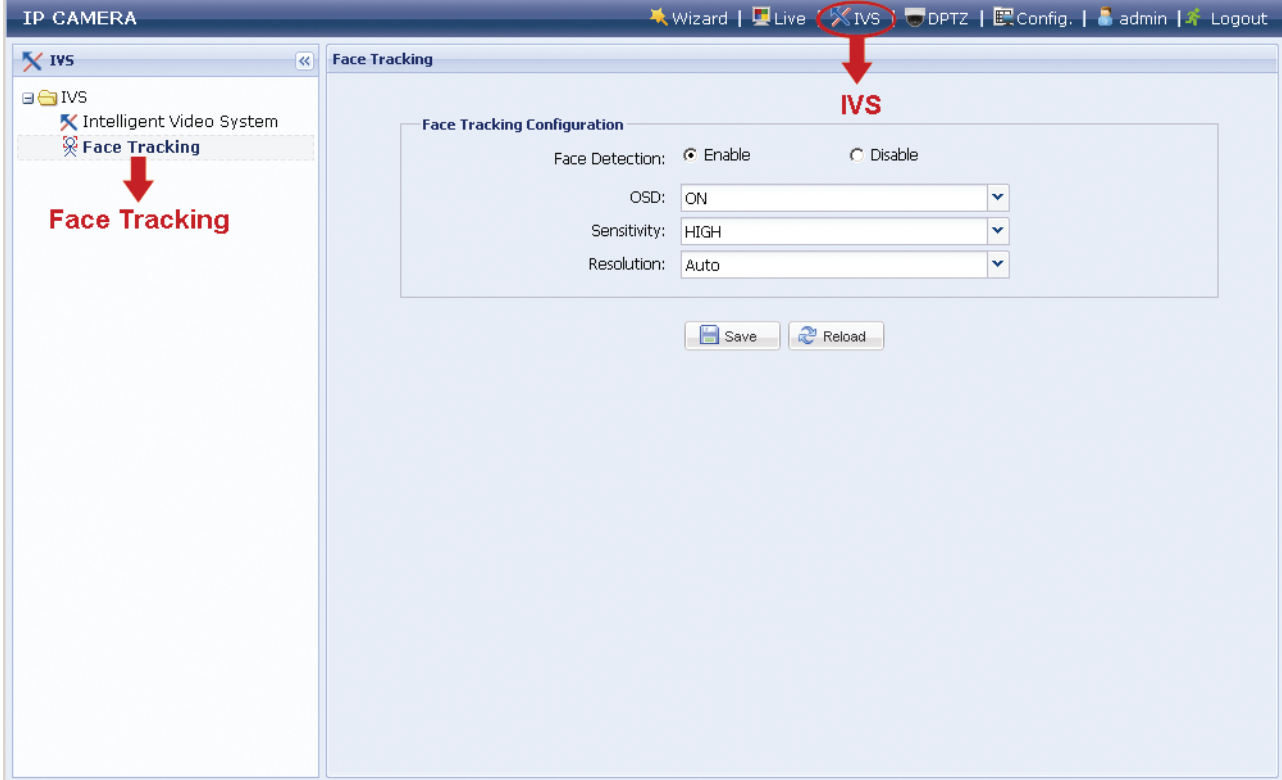 IP CAMERA
Wizard | Live | IVS | DPTZ | Config. | admin | Logout
IVS
Face Tracking
IVS
IVS
Intelligent Video System
Face Tracking
Face Tracking
Face Tracking Configuration
Face Detection: Enable Disable
OSD: ON
Sensitivity: HIGH
Resolution: Auto
Save Reload